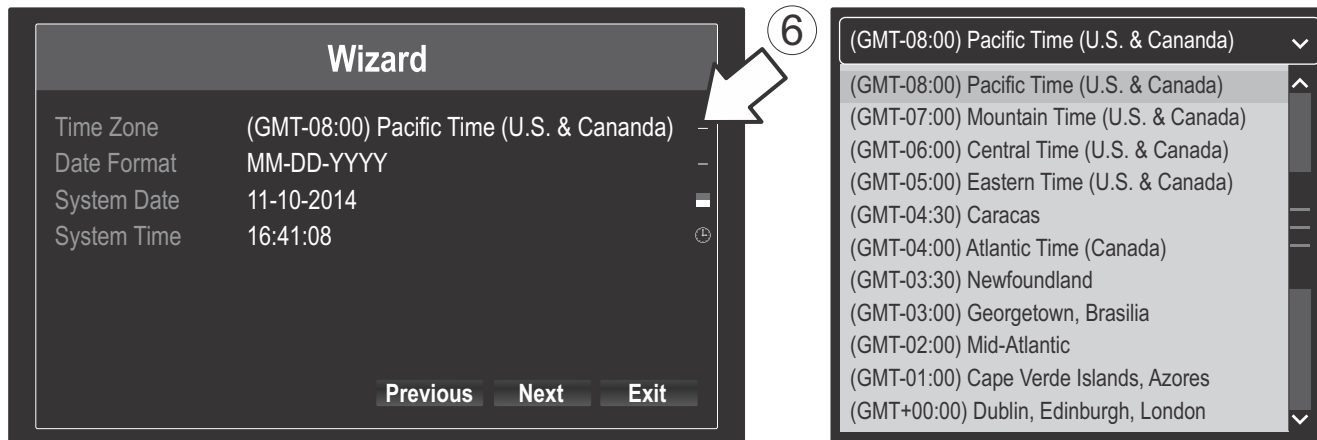 Wizard
Time Zone (GMT-08:00) Pacific Time (U.S. & Cananda)
Date Format MM-DD-YYYY
System Date 11-10-2014
System Time 16:41:08
Previous Next Exit
6
(GMT-08:00) Pacific Time (U.S. & Cananda)
(GMT-08:00) Pacific Time (U.S. & Canada)
(GMT-07:00) Mountain Time (U.S. & Canada)
(GMT-06:00) Central Time (U.S. & Canada)
(GMT-05:00) Eastern Time (U.S. & Canada)
(GMT-04:30) Caracas
(GMT-04:00) Atlantic Time (Canada)
(GMT-03:30) Newfoundland
(GMT-03:00) Georgetown, Brasilia
(GMT-02:00) Mid-Atlantic
(GMT-01:00) Cape Verde Islands, Azores
(GMT+00:00) Dublin, Edinburgh, London